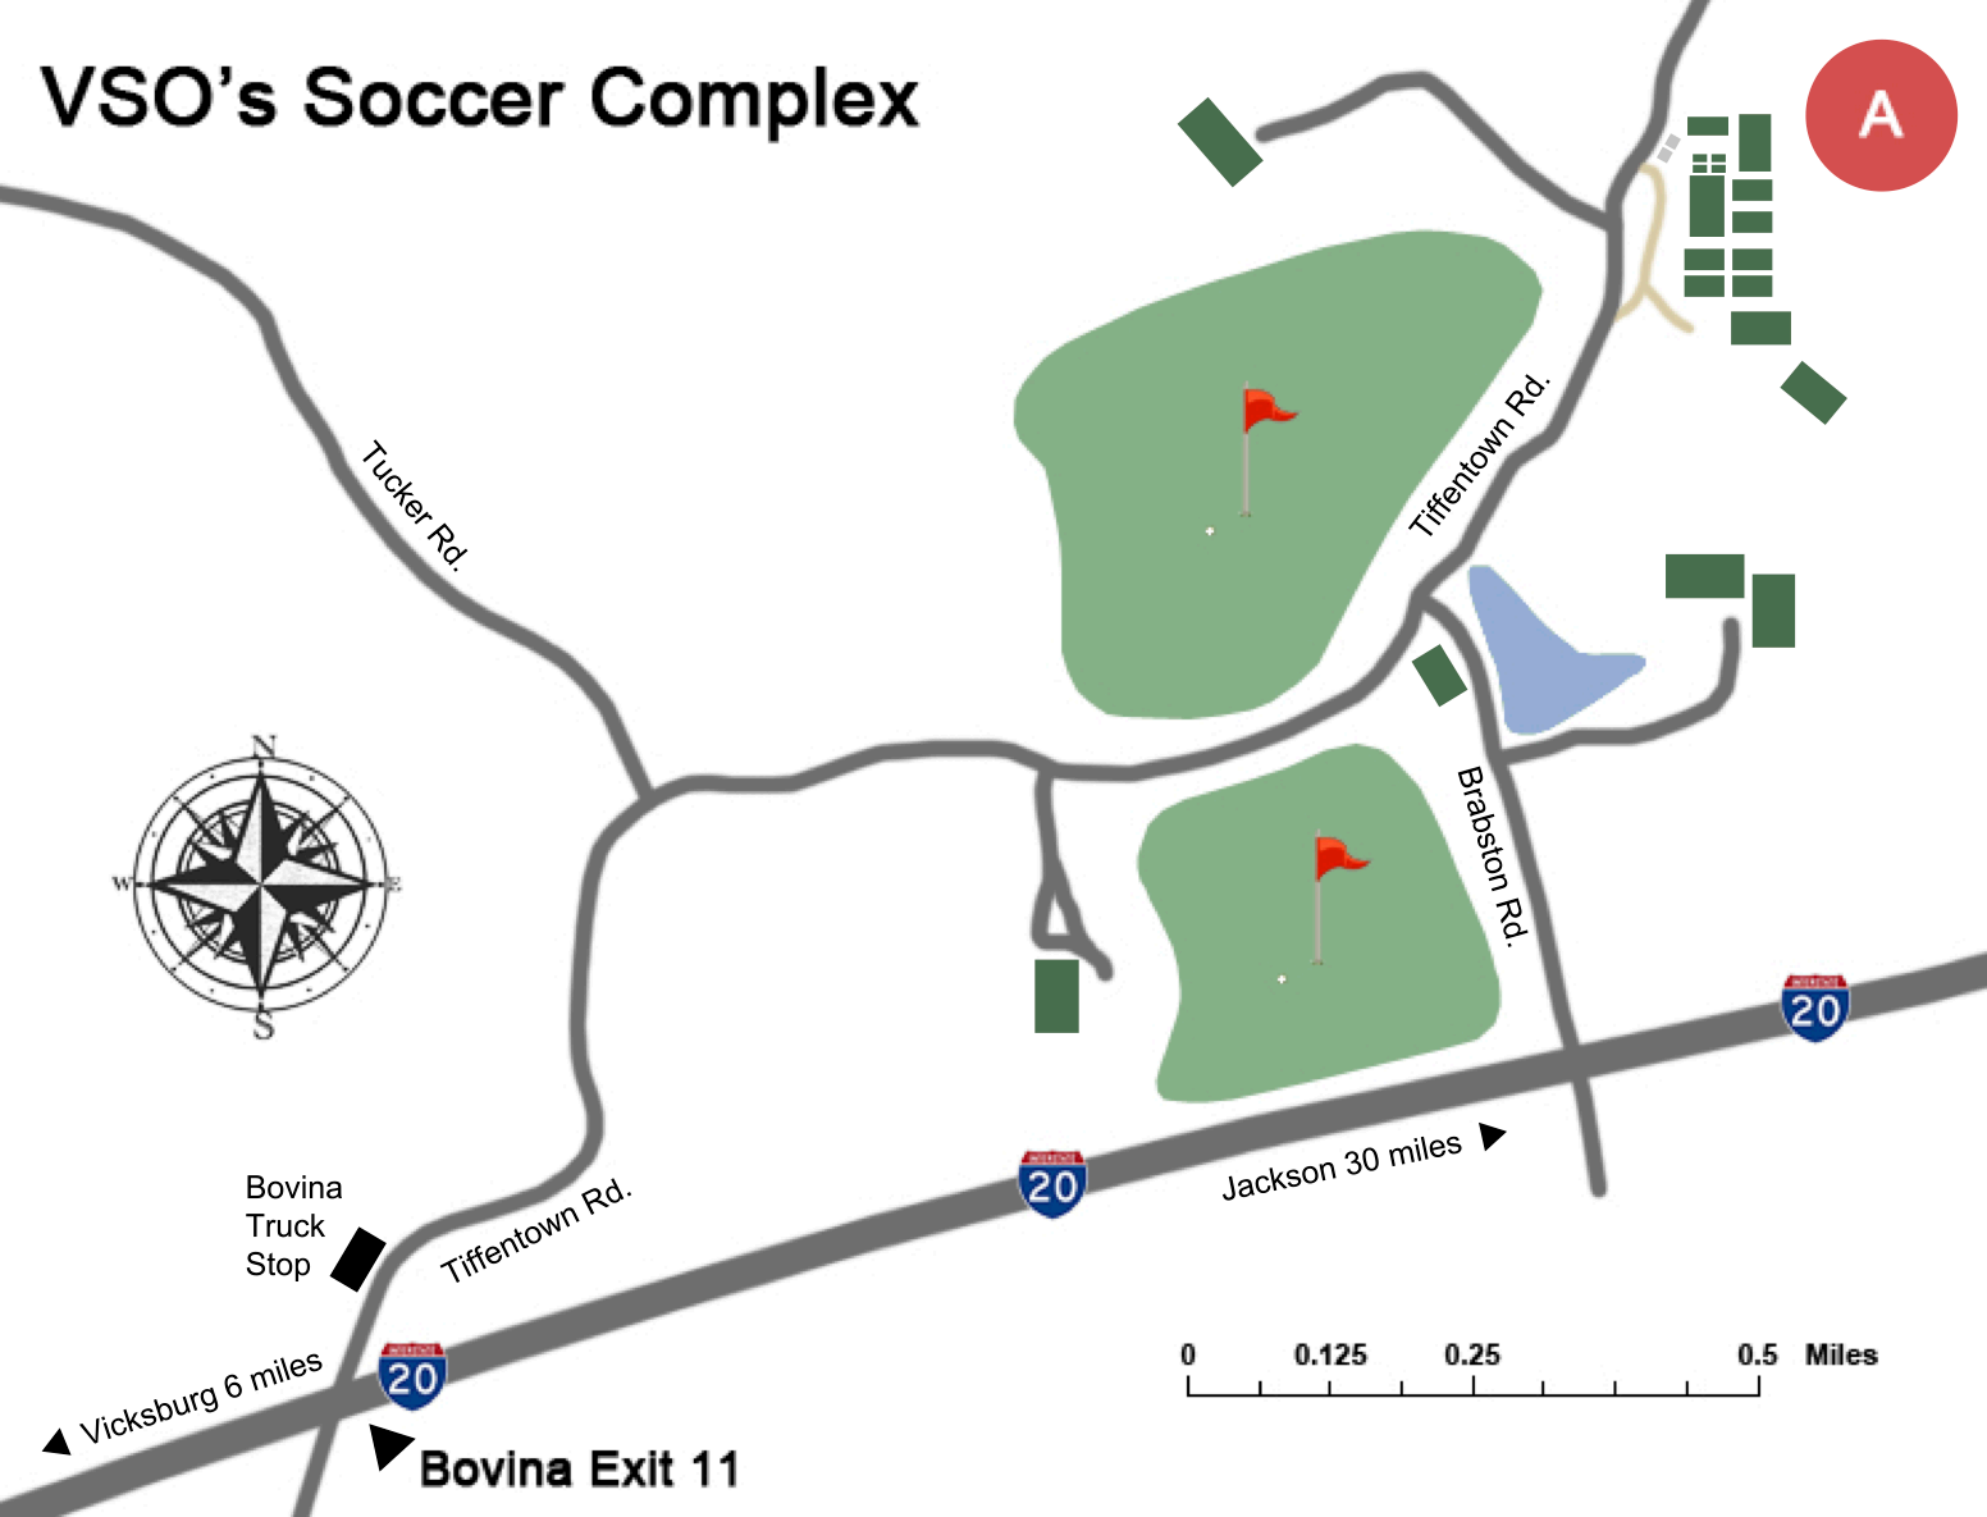 VSO's Soccer Complex
A
Tucker Rd.
Tiffentown Rd.
N
W
E
S
Brabston Rd.
20
20
Jackson 30 miles
Bovina
Truck
Stop
Tiffentown Rd.
20
Vicksburg 6 miles
Bovina Exit 11
0 0.125 0.25 0.5 Miles